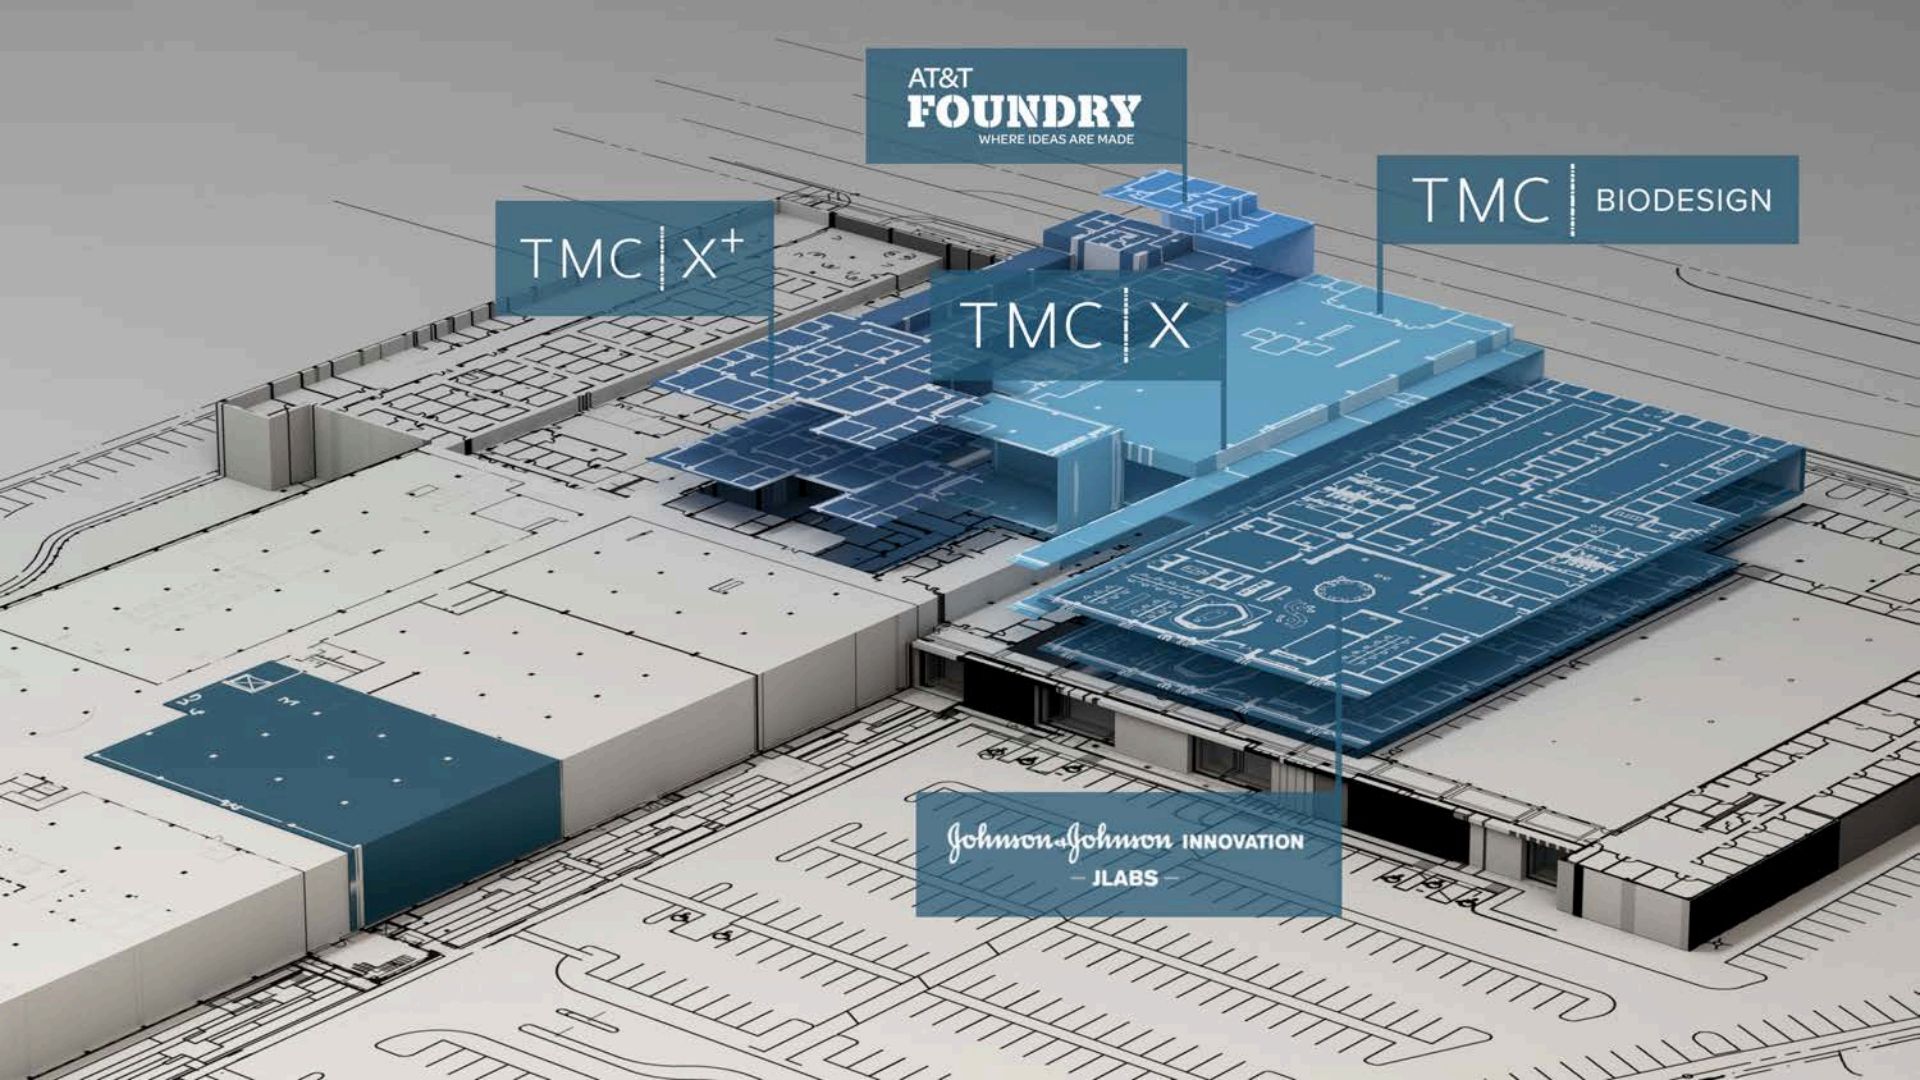 AT&T
FOUNDRY
WHERE IDEAS ARE MADE
TMC BIODESIGN
TMC X+
TMC X
Johnson&Johnson INNOVATION
JLABS